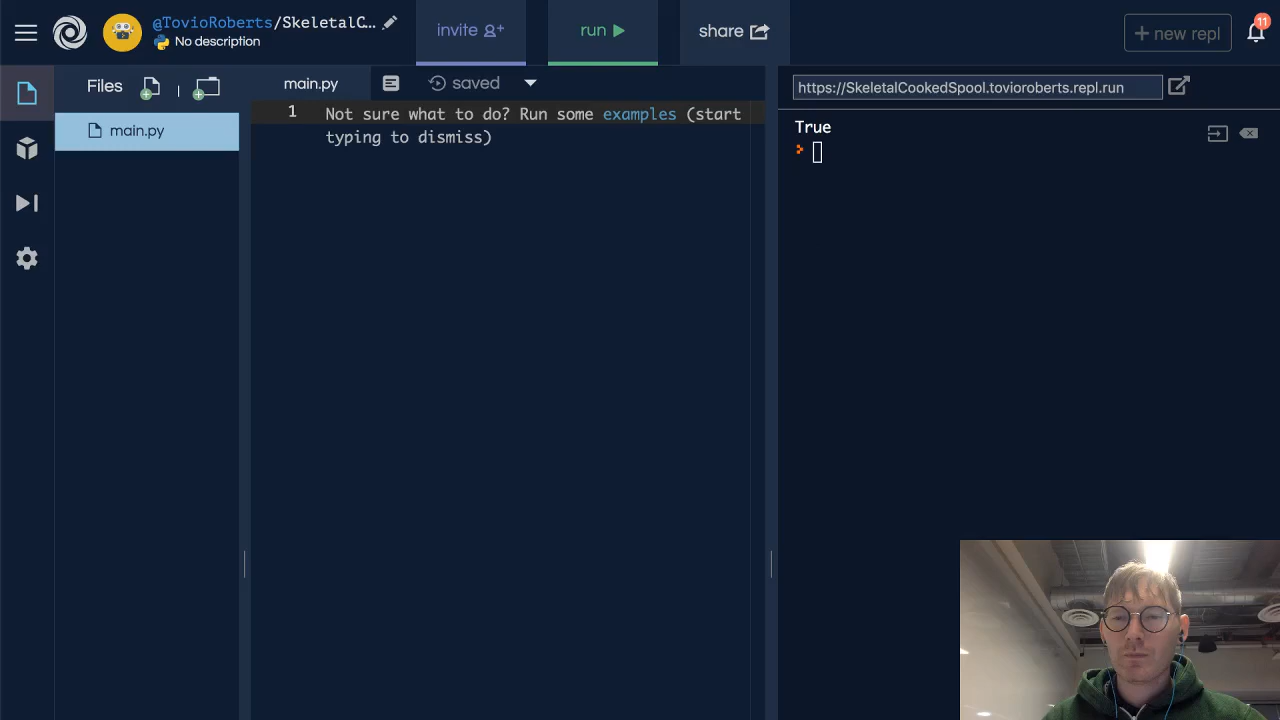 @TovioRoberts/SkeletalC...
No description
invite
run
share
+ new repl
11
Files
main.py
saved
https://SkeletalCookedSpool.tovioroberts.repl.run
main.py
1 Not sure what to do? Run some examples (start
typing to dismiss)
True